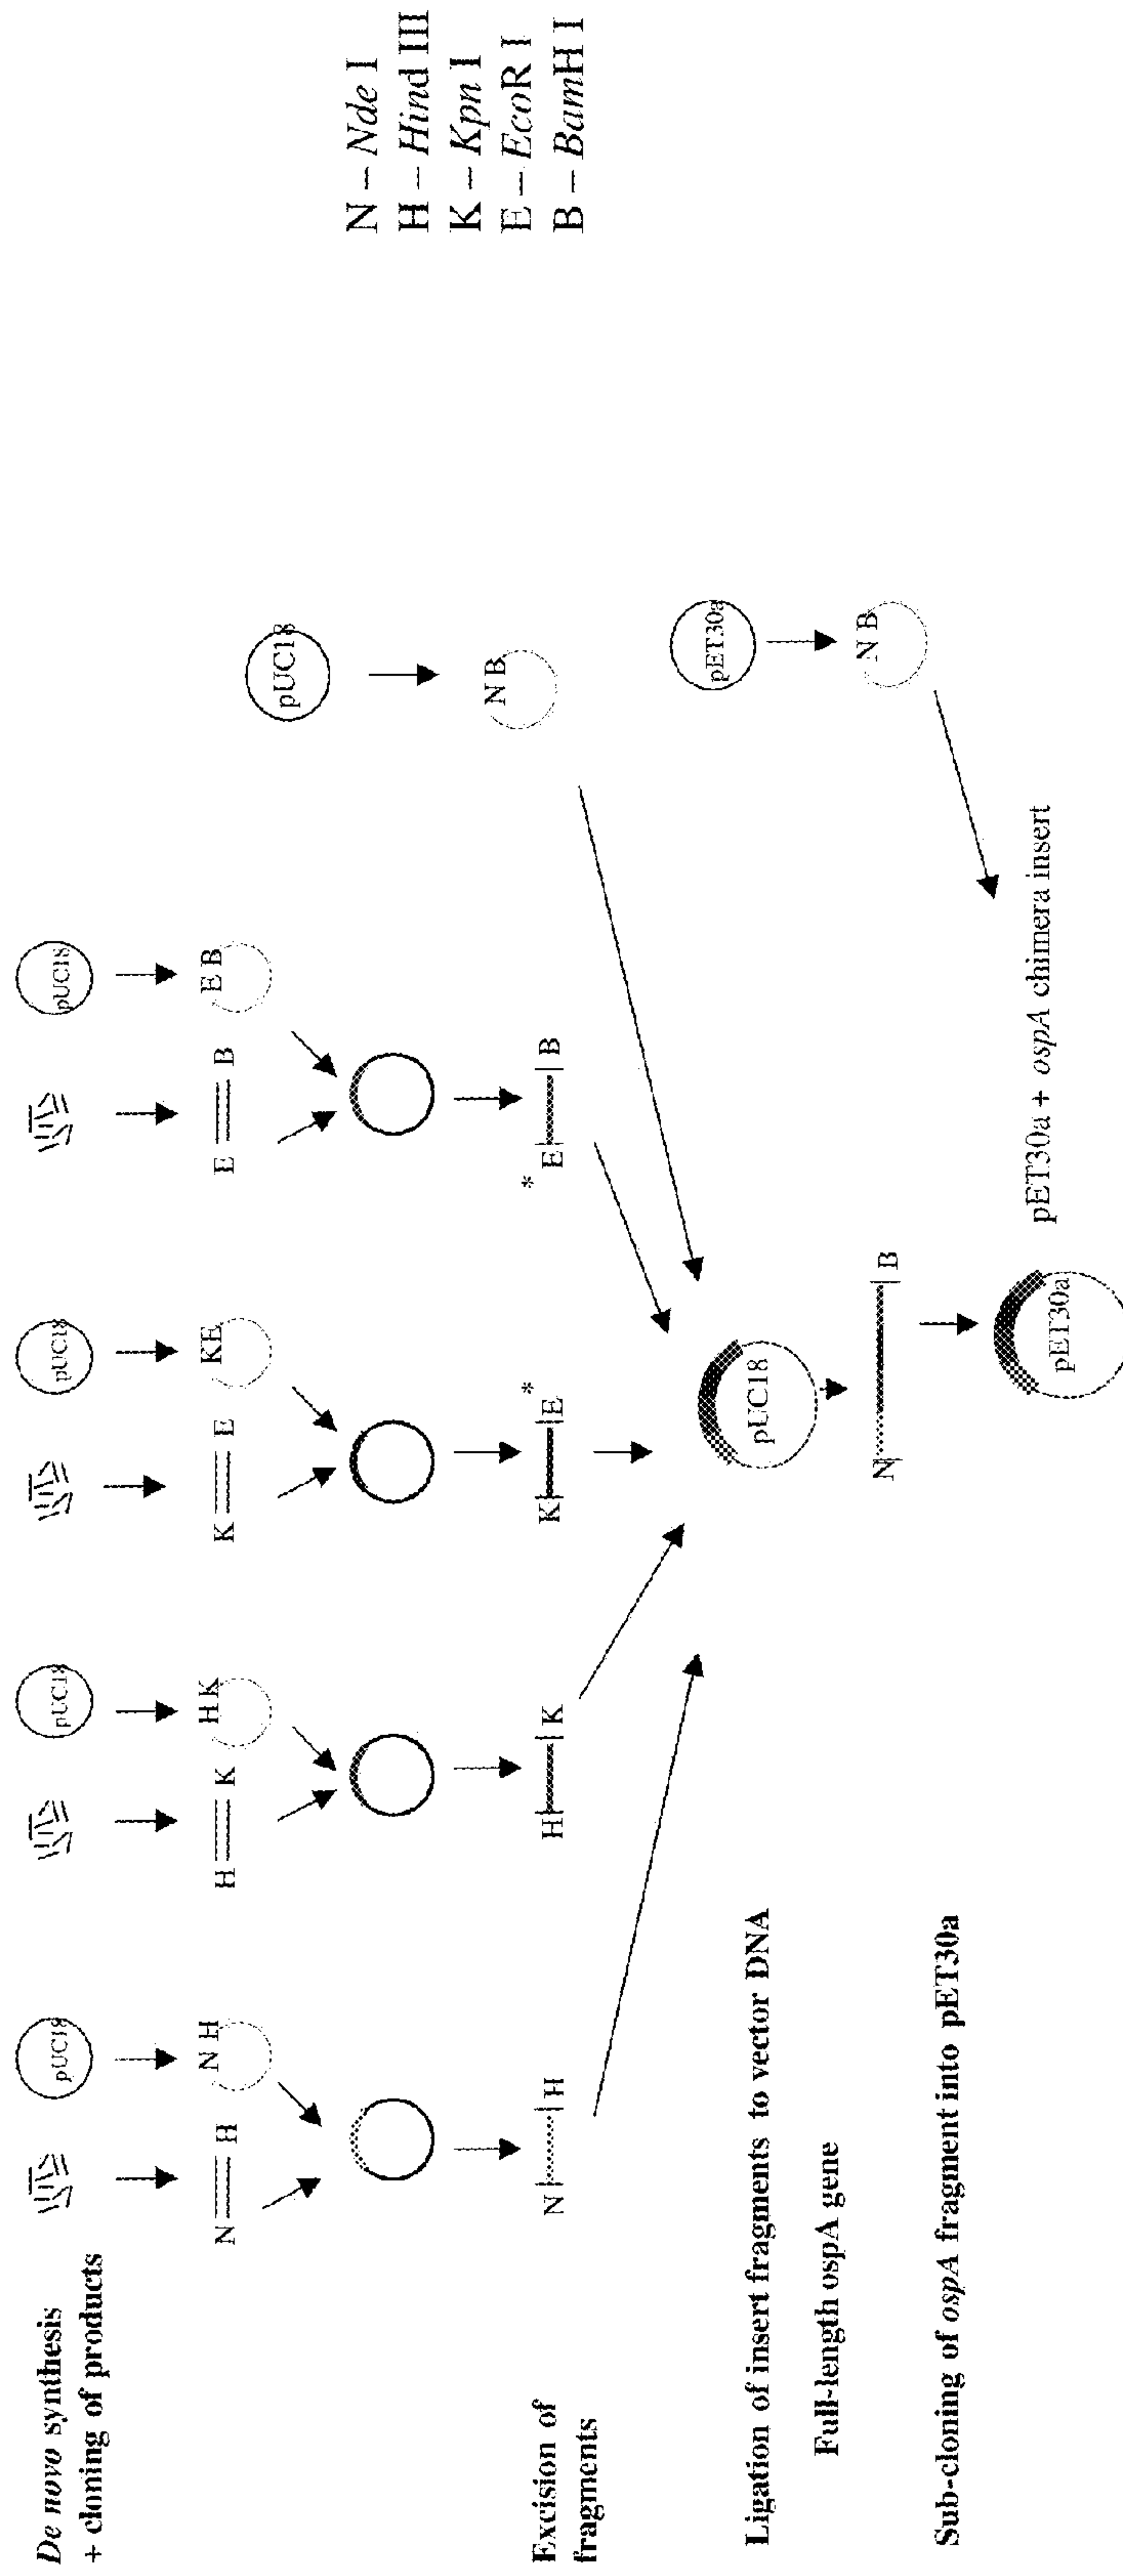 De novo synthesis
+ cloning of products
pUC18
pUC18
pUC18
pUC18
N H
N H
H K
H K
K E
KE
E B
E B
pUC18
N – Nde I
H – Hind III
K – Kpn I
E – EcoR I
B – BamH I
Excision of
fragments
N H
H K
K E *
* E B
N B
Ligation of insert fragments to vector DNA
Full-length ospA gene
pUC18
pET30a
N B
N B
Sub-cloning of ospA fragment into pET30a
pET30a
pET30a + ospA chimera insert